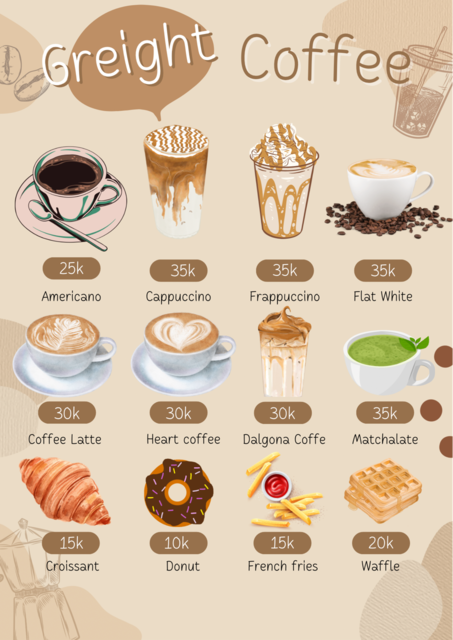 Greight Coffee
25k 35k 35k 35k
Americano Cappuccino Frappuccino Flat White
30k 30k 30k 35k
Coffee Latte Heart coffee Dalgona Coffe Matchalate
15k 10k 15k 20k
Croissant Donut French fries Waffle